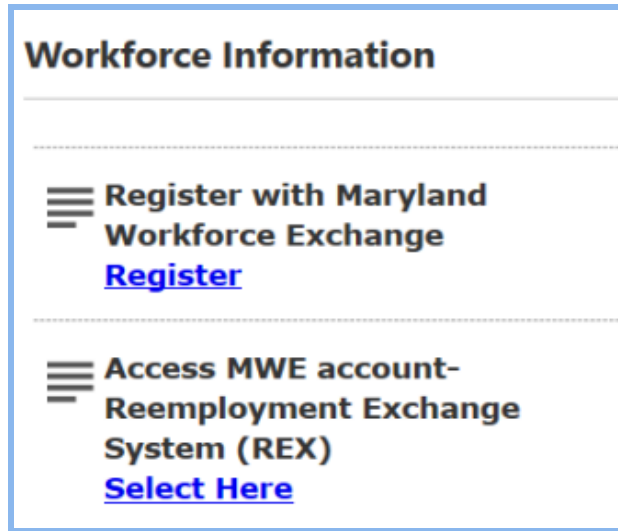 Workforce Information
Register with Maryland
Workforce Exchange
Register
Access MWE account-
Reemployment Exchange
System (REX)
Select Here